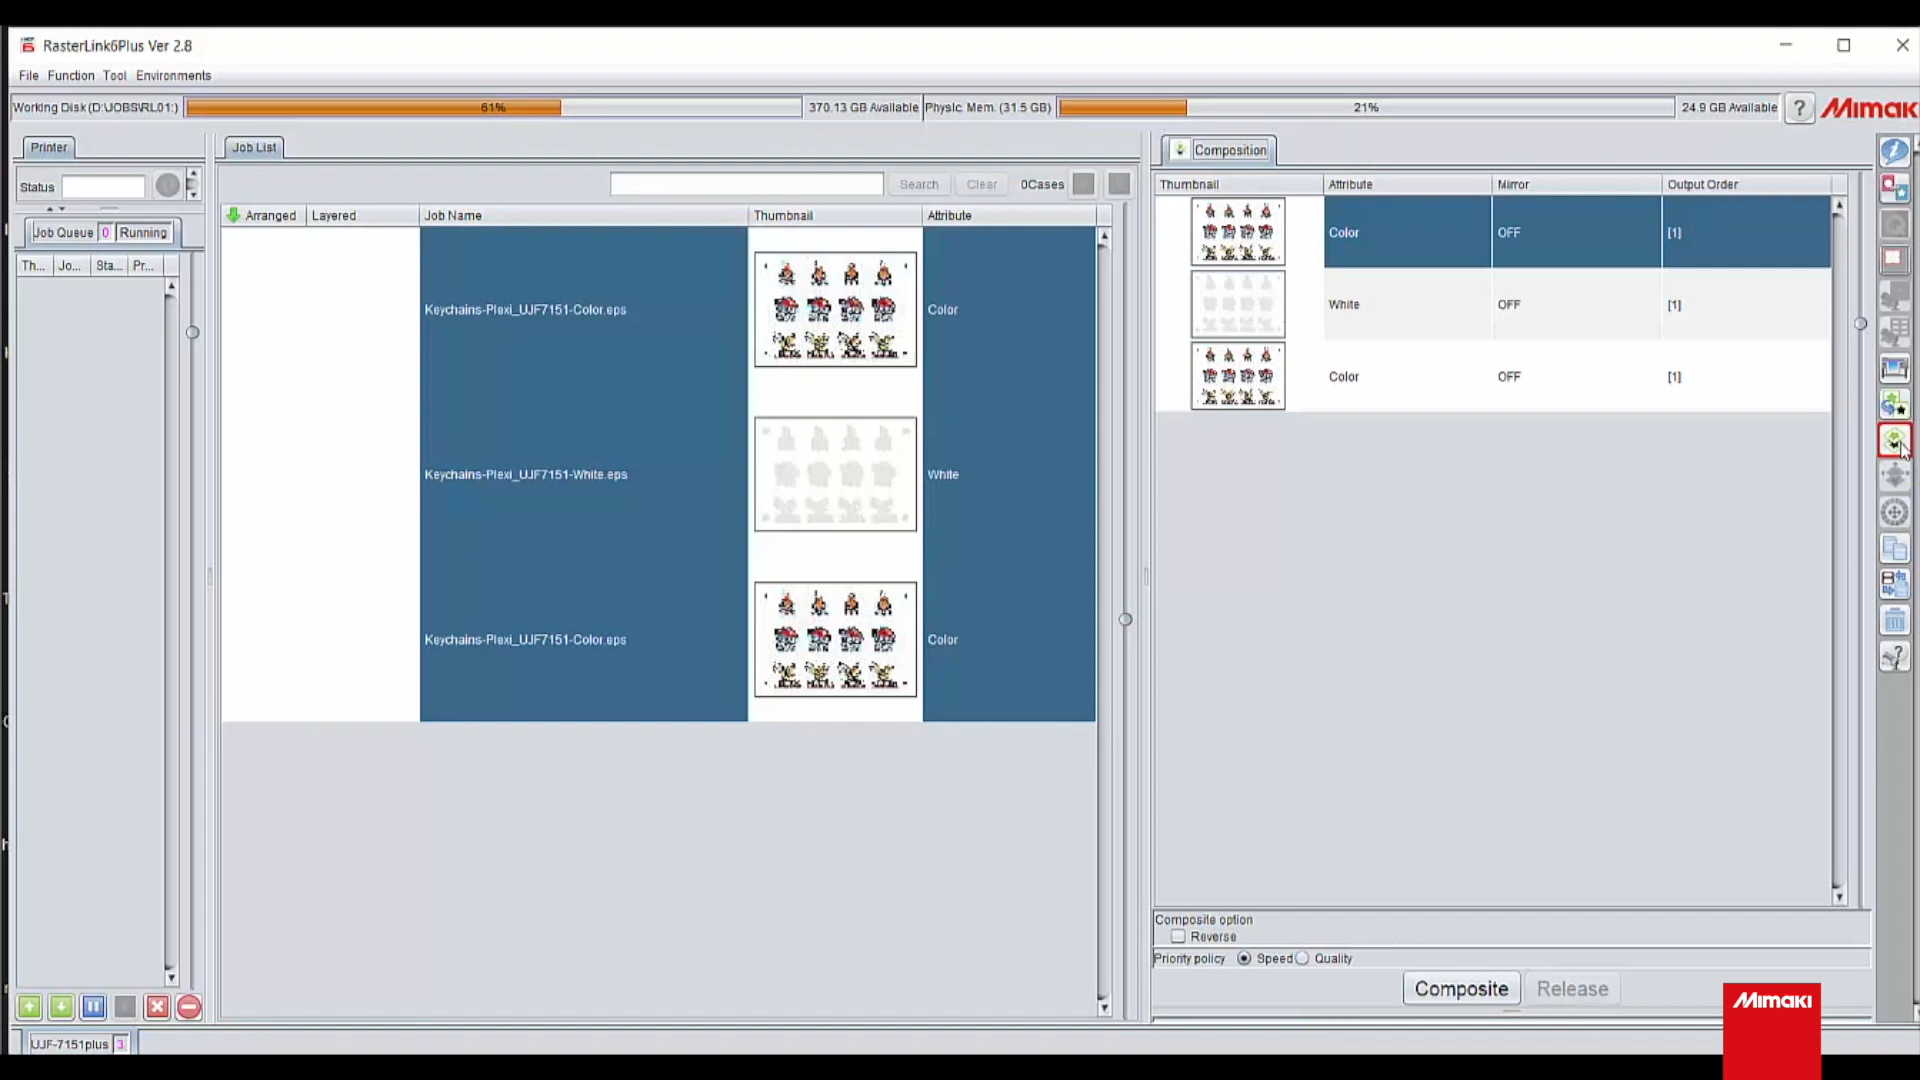 RasterLink6Plus Ver 2.8
File Function Tool Environments
Working Disk (D:\JOBS\RL01:) 61% 370.13 GB Available Physic. Mem. (31.5 GB) 21% 24.9 GB Available ? Mimaki
Printer
Status
Job Queue 0 Running
Th... Jo... Sta... Pr...
Job List
Search Clear 0Cases
Arranged Layered Job Name Thumbnail Attribute
Keychains-Plexi_UJF7151-Color.eps Color
Keychains-Plexi_UJF7151-White.eps White
Keychains-Plexi_UJF7151-Color.eps Color
Composition
Thumbnail Attribute Mirror Output Order
Color OFF [1]
White OFF [1]
Color OFF [1]
Composite option
Reverse
Priority policy Speed Quality
Composite Release
Mimaki
UJF-7151plus 3